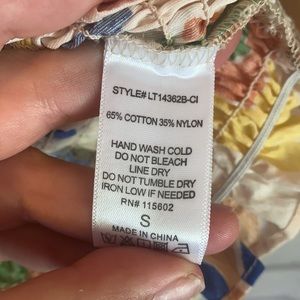 STYLE# LT14362B-CI
65% COTTON 35% NYLON
HAND WASH COLD
DO NOT BLEACH
LINE DRY
DO NOT TUMBLE DRY
IRON LOW IF NEEDED
RN# 115602
S
MADE IN CHINA